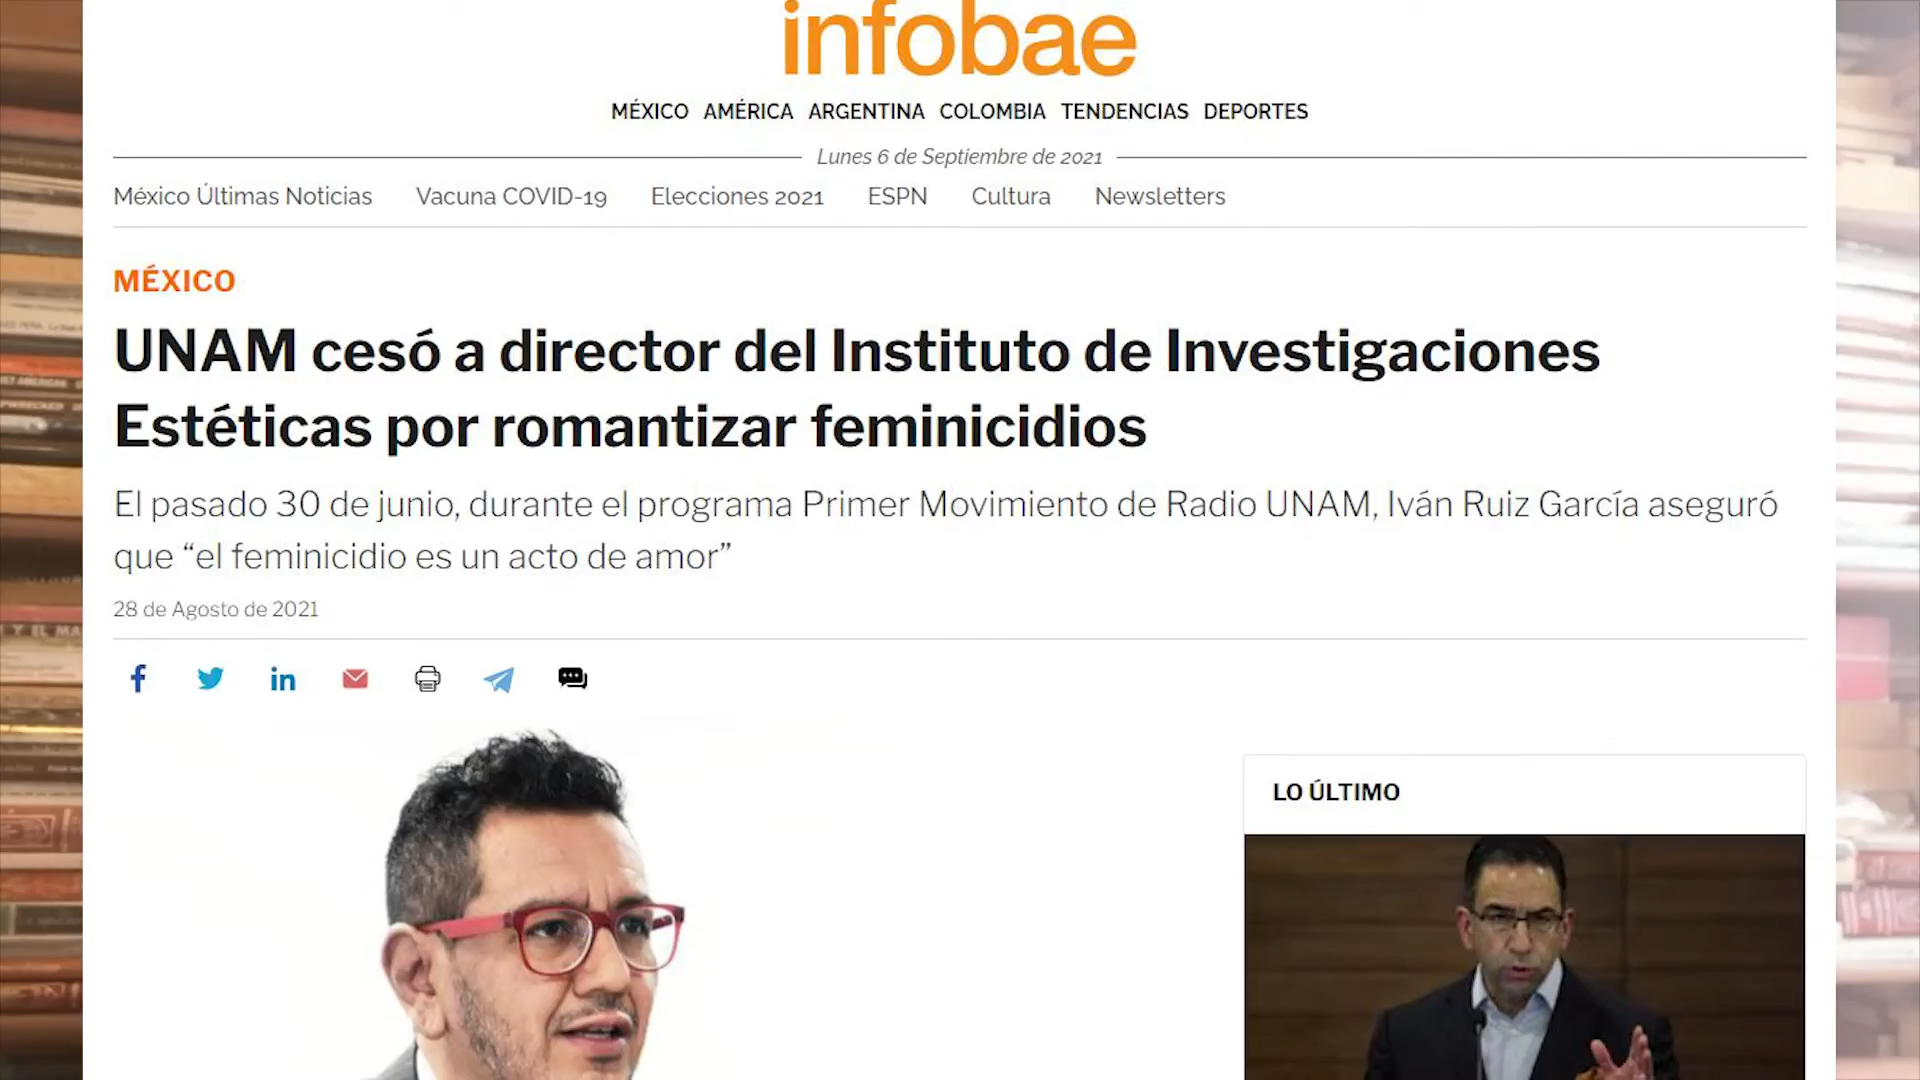 infobae
MÉXICO AMÉRICA ARGENTINA COLOMBIA TENDENCIAS DEPORTES
Lunes 6 de Septiembre de 2021
México Últimas Noticias Vacuna COVID-19 Elecciones 2021 ESPN Cultura Newsletters
MÉXICO
UNAM cesó a director del Instituto de Investigaciones
Estéticas por romantizar feminicidios
El pasado 30 de junio, durante el programa Primer Movimiento de Radio UNAM, Iván Ruiz García aseguró
que “el feminicidio es un acto de amor”
28 de Agosto de 2021
LO ÚLTIMO